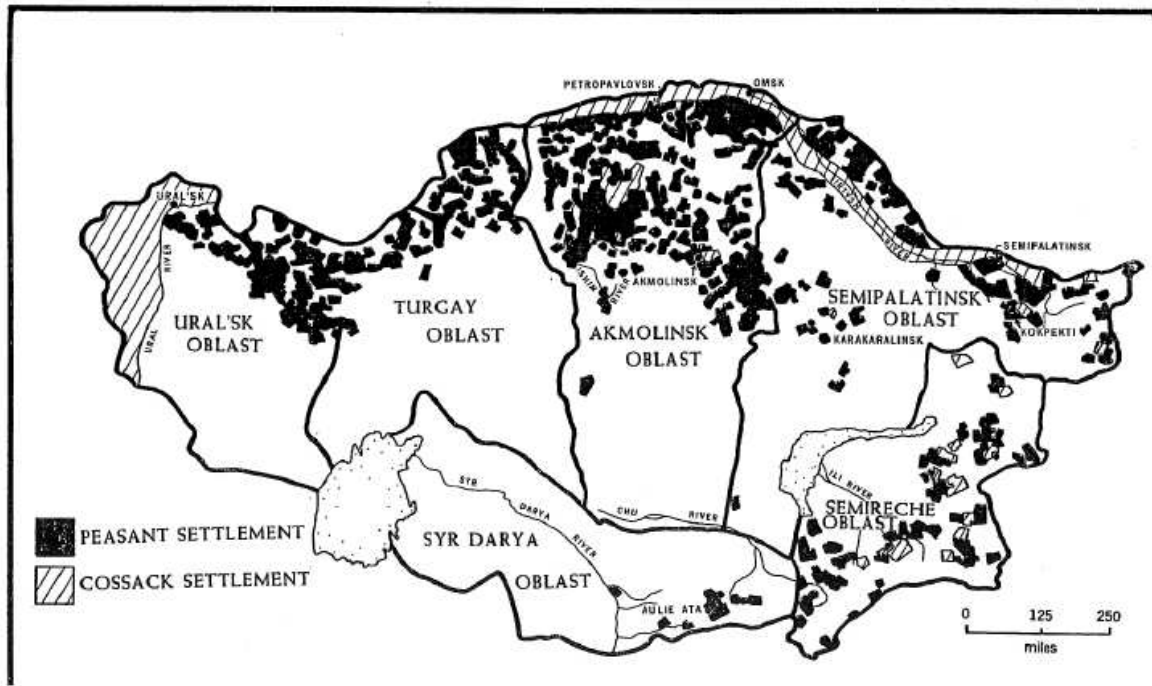 PETROPAVLOVSK
OMSK
URAL'SK
URAL RIVER
URAL'SK
OBLAST
TURGAY
OBLAST
ISHIM RIVER
AKMOLINSK
AKMOLINSK
OBLAST
IRTYSH RIVER
SEMIPALATINSK
SEMIPALATINSK
OBLAST
KARAKARALINSK
KOKPEKTI
SYR DARYA RIVER
CHU RIVER
ILI RIVER
SEMIRECHE
OBLAST
SYR DARYA
OBLAST
AULIE ATA
PEASANT SETTLEMENT
COSSACK SETTLEMENT
0 125 250
miles